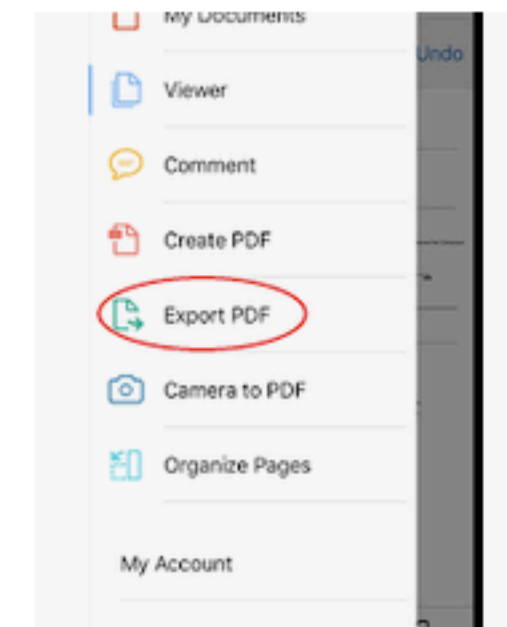 My Documents
Undo
Viewer
Comment
Create PDF
Export PDF
Camera to PDF
Organize Pages
My Account